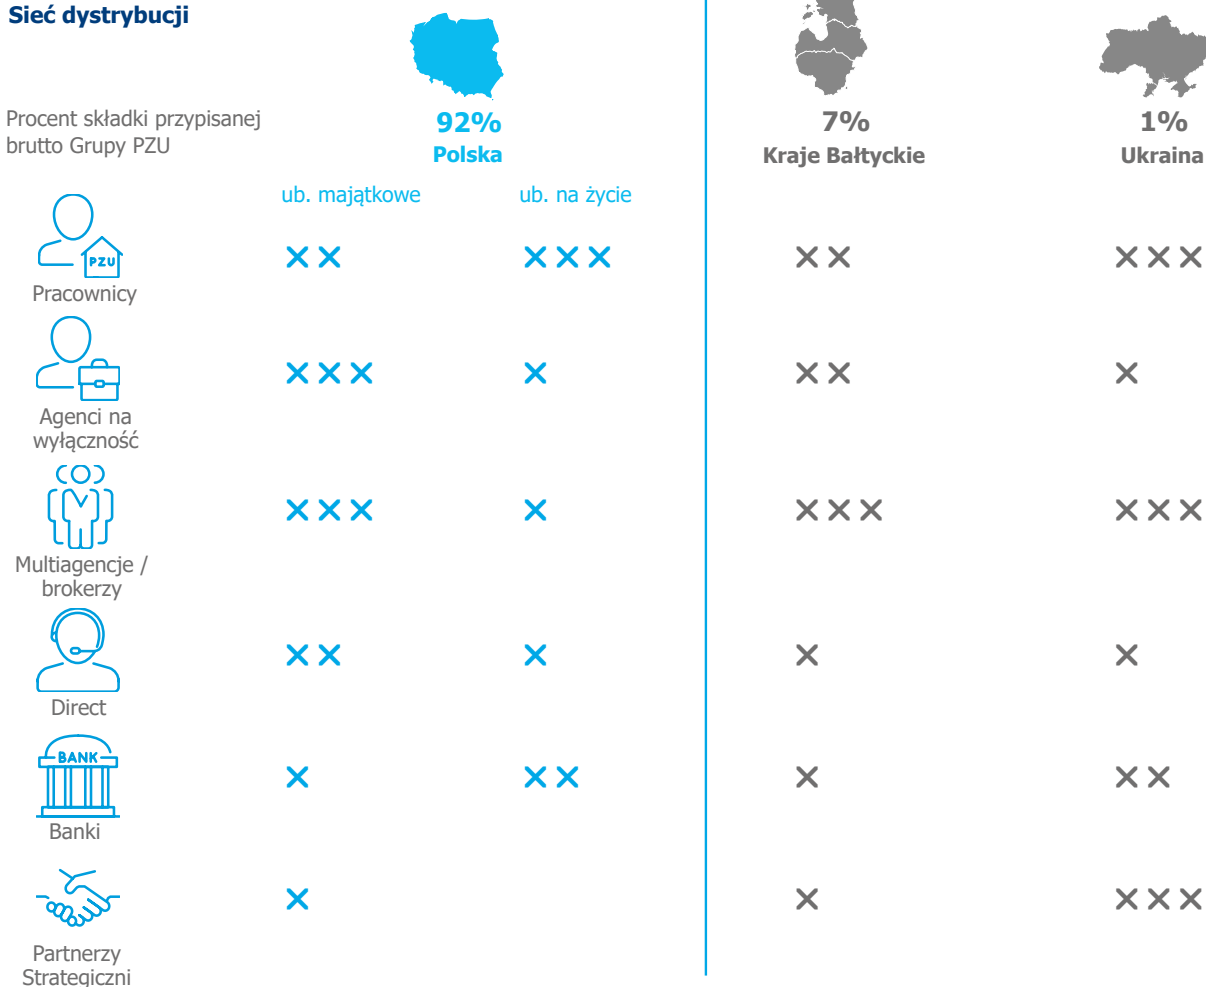 Sieć dystrybucji
Procent składki przypisanej
brutto Grupy PZU
92%
Polska
7%
Kraje Bałtyckie
1%
Ukraina
ub. majątkowe
ub. na życie
PZU
Pracownicy
Agenci na
wyłączność
Multiagencje /
brokerzy
Direct
BANK
Banki
Partnerzy
Strategiczni